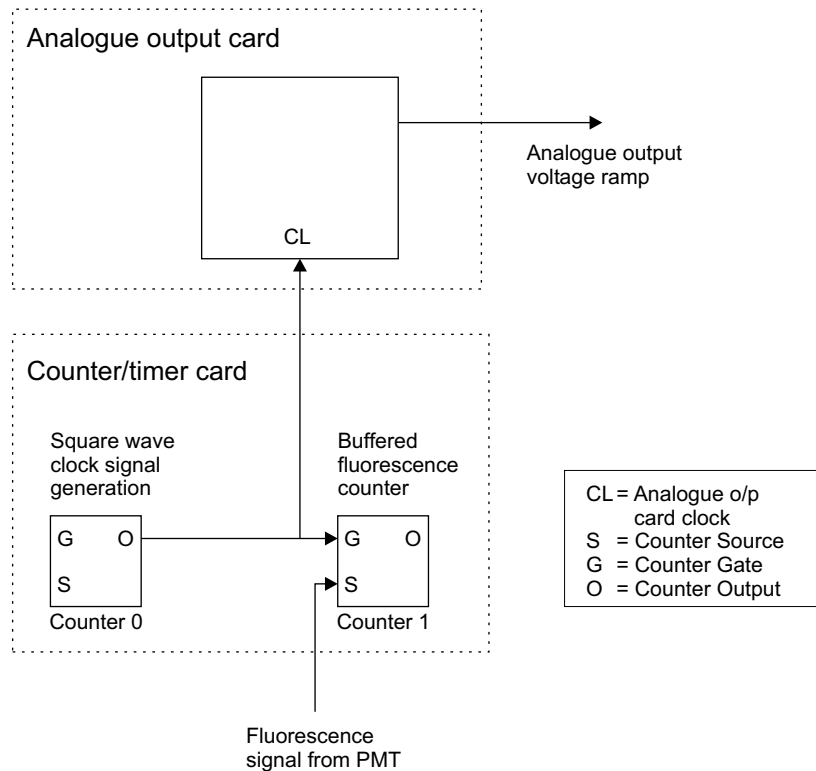 Analogue output card
CL
Analogue output
voltage ramp
Counter/timer card
Square wave
clock signal
generation
Buffered
fluorescence
counter
G O
S
Counter 0
G O
S
Counter 1
CL = Analogue o/p
card clock
S = Counter Source
G = Counter Gate
O = Counter Output
Fluorescence
signal from PMT